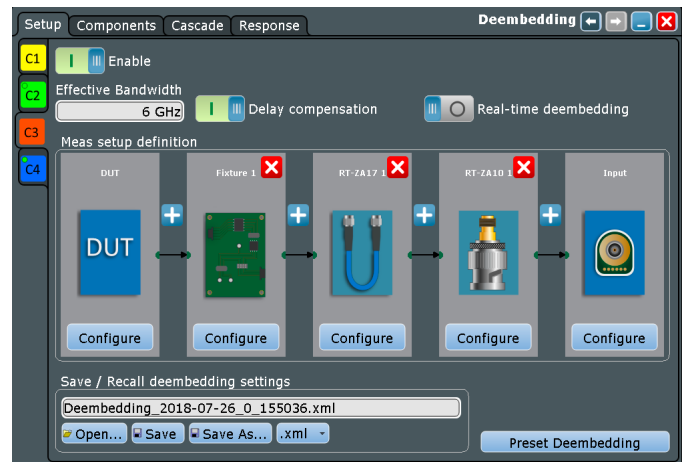 Setup Components Cascade Response Deembedding
C1
Enable
C2
Effective Bandwidth
6 GHz
Delay compensation
Real-time deembedding
C3
Meas setup definition
C4
DUT
Fixture 1
RT-ZA17 1
RT-ZA10 1
Input
DUT
Configure Configure Configure Configure Configure
Save / Recall deembedding settings
Deembedding_2018-07-26_0_155036.xml
Open... Save Save As... .xml
Preset Deembedding